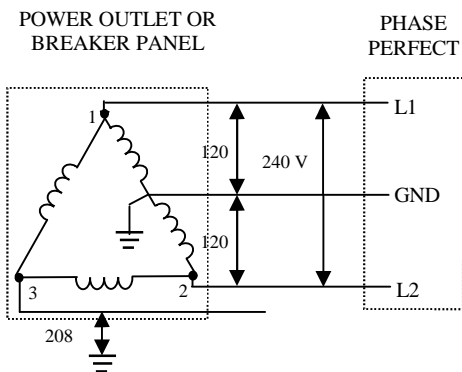 POWER OUTLET OR
BREAKER PANEL
PHASE
PERFECT
1
L1
120
240 V
GND
120
3
2
L2
208